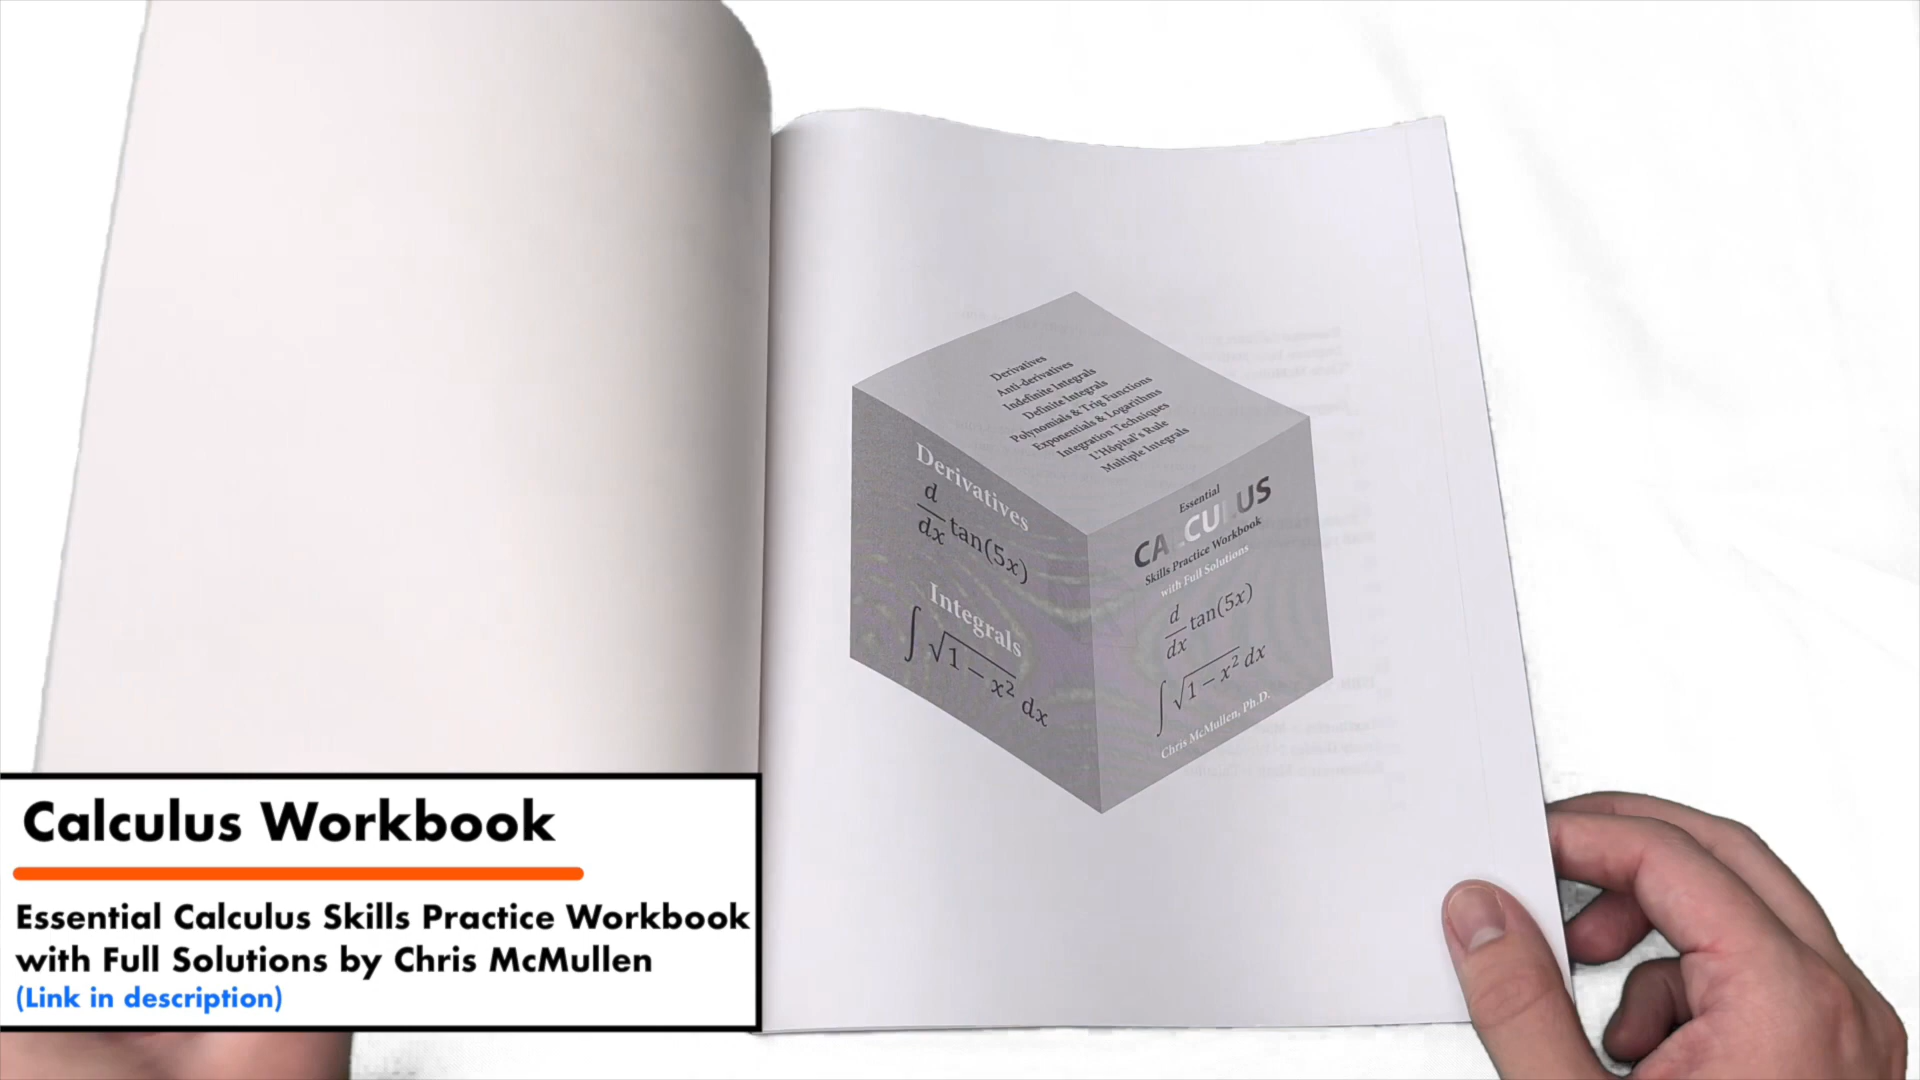 Derivatives
Anti-derivatives
Indefinite Integrals
Definite Integrals
Polynomials & Trig Functions
Exponentials & Logarithms
Integration Techniques
L'Hôpital's Rule
Multiple Integrals
Derivatives
d/dx tan(5x)
Integrals
∫ √1 − x² dx
Essential
CALCULUS
Skills Practice Workbook
with Full Solutions
d/dx tan(5x)
∫ √1 − x² dx
Chris McMullen, Ph.D.
Calculus Workbook
Essential Calculus Skills Practice Workbook
with Full Solutions by Chris McMullen
(Link in description)